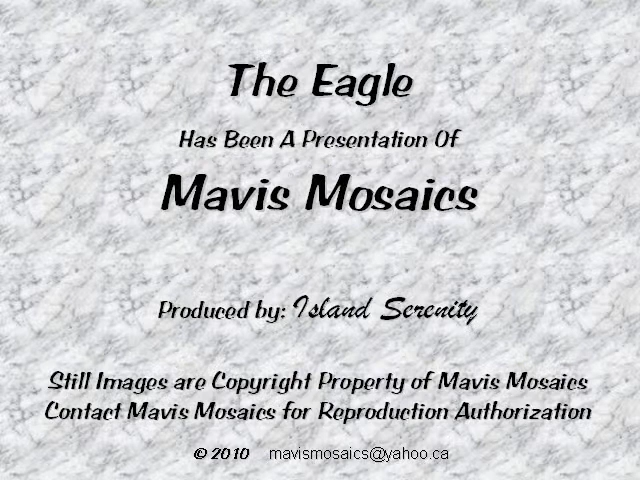 The Eagle
Has Been A Presentation Of
Mavis Mosaics
Produced by: Island Serenity
Still Images are Copyright Property of Mavis Mosaics
Contact Mavis Mosaics for Reproduction Authorization
© 2010 mavismosaics@yahoo.ca